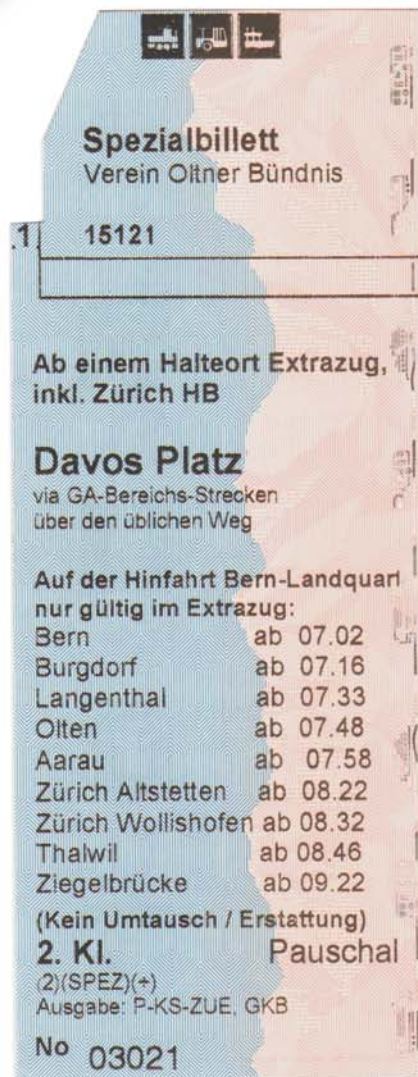 Spezialbillett
Verein Oltner Bündnis
.1 15121
Ab einem Halteort Extrazug,
inkl. Zürich HB
Davos Platz
via GA-Bereichs-Strecken
über den üblichen Weg
Auf der Hinfahrt Bern-Landquart
nur gültig im Extrazug:
Bern ab 07.02
Burgdorf ab 07.16
Langenthal ab 07.33
Olten ab 07.48
Aarau ab 07.58
Zürich Altstetten ab 08.22
Zürich Wollishofen ab 08.32
Thalwil ab 08.46
Ziegelbrücke ab 09.22
(Kein Umtausch / Erstattung)
2. Kl. Pauschal
(2)(SPEZ)(÷)
Ausgabe: P-KS-ZUE, GKB
No 03021